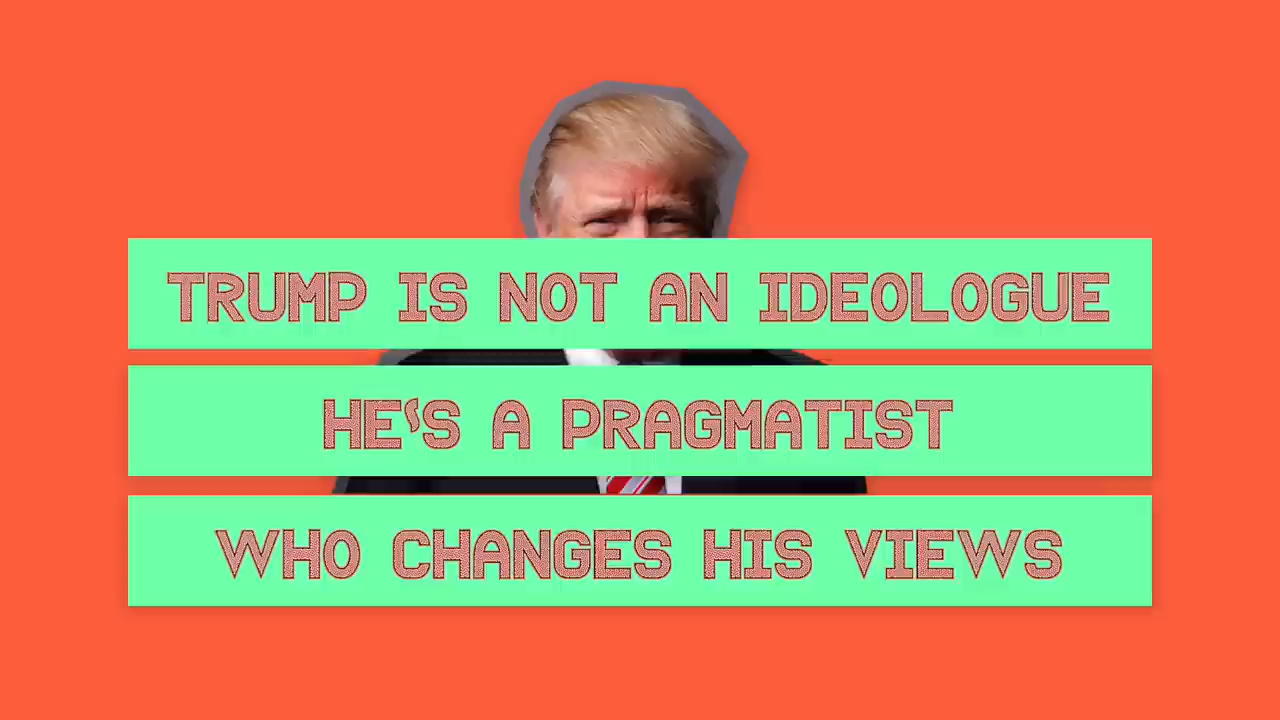 TRUMP IS NOT AN IDEOLOGUE
HE'S A PRAGMATIST
WHO CHANGES HIS VIEWS